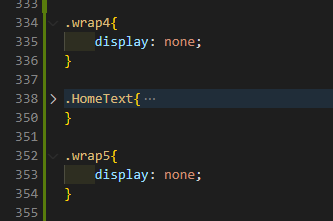 333
334 .wrap4{
335 display: none;
336 }
337
338 .HomeText{ ···
350 }
351
352 .wrap5{
353 display: none;
354 }
355